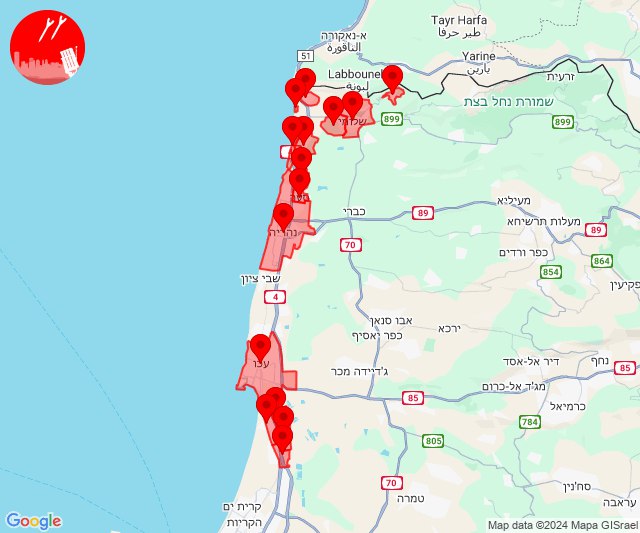 Tayr Harfa
طير حرفا
א-נאקורה
الناقورة
51
Labbouneh
لبونة
Yarine
يارين
זרעית
שמורת נחל בצת
שלומי
899
899
סער
מעיליא
כברי
89
מעלות תרשיחא
נהריה
89
70
כפר ורדים
864
854
שבי ציון
פקיעין
4
אבו סנאן
ירכא
כפר יאסיף
דיר אל-אסד
נחף
עכו
ג'דיידה מכר
85
מג'ד אל-כרום
85
כרמיאל
784
805
70
סח'נין
תמרה
עראבה
קרית ים
הקריות
Google
Map data ©2024 Mapa GISrael